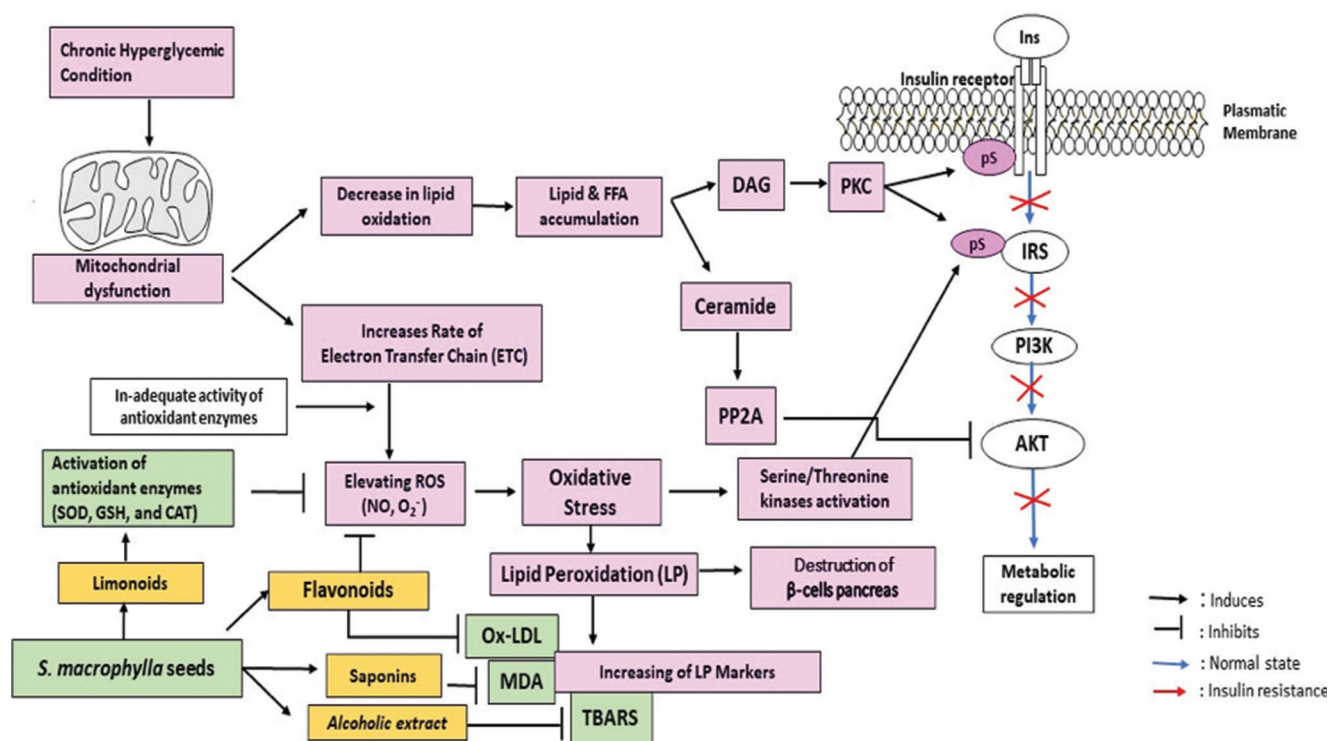 Chronic Hyperglycemic
Condition
Ins
Insulin receptor
Plasmatic
Membrane
pS
Decrease in lipid
oxidation
Lipid & FFA
accumulation
DAG
PKC
pS
IRS
Mitochondrial
dysfunction
Ceramide
Increases Rate of
Electron Transfer Chain (ETC)
PI3K
In-adequate activity of
antioxidant enzymes
PP2A
AKT
Activation of
antioxidant enzymes
(SOD, GSH, and CAT)
Elevating ROS
(NO, O₂⁻)
Oxidative
Stress
Serine/Threonine
kinases activation
Limonoids
Flavonoids
Lipid Peroxidation (LP)
Destruction of
β-cells pancreas
Metabolic
regulation
S. macrophylla seeds
Ox-LDL
Saponins
MDA
Increasing of LP Markers
Alcoholic extract
TBARS
: Induces
: Inhibits
: Normal state
: Insulin resistance